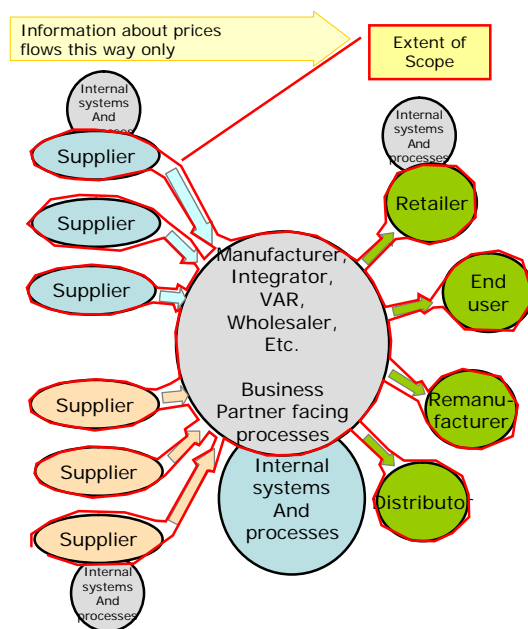 Information about prices
flows this way only
Extent of
Scope
Internal
systems
And
processes
Supplier
Supplier
Supplier
Supplier
Supplier
Supplier
Internal
systems
And
processes
Manufacturer,
Integrator,
VAR,
Wholesaler,
Etc.
Business
Partner facing
processes
Internal
systems
And
processes
Internal
systems
And
processes
Retailer
End
user
Remanu-
facturer
Distributor